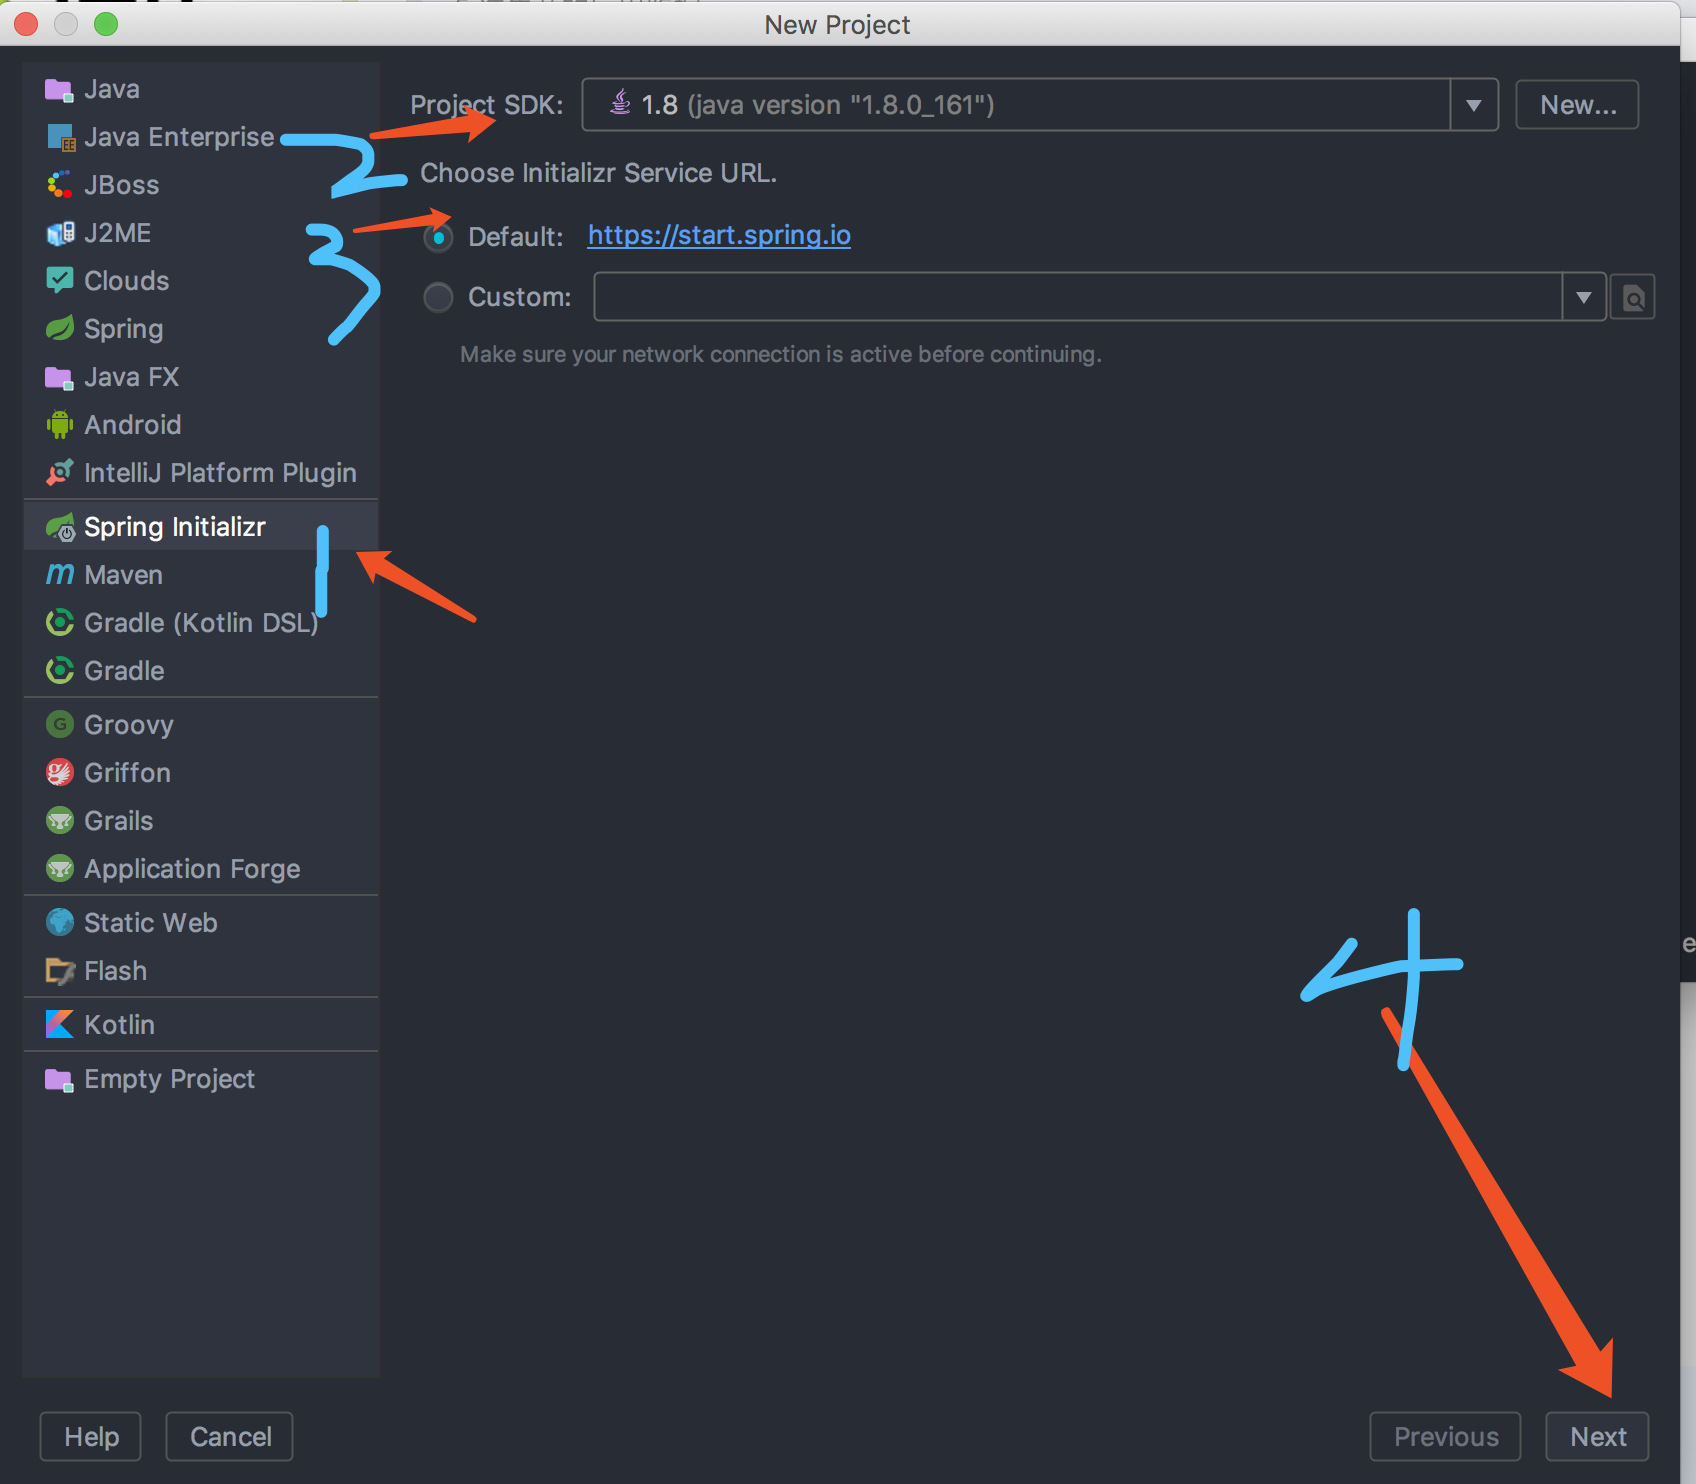 New Project
Java
Java Enterprise
JBoss
J2ME
Clouds
Spring
Java FX
Android
IntelliJ Platform Plugin
Spring Initializr
Maven
Gradle (Kotlin DSL)
Gradle
Groovy
Griffon
Grails
Application Forge
Static Web
Flash
Kotlin
Empty Project
Project SDK: 1.8 (java version "1.8.0_161") New...
2
Choose Initializr Service URL.
3
Default: https://start.spring.io
Custom:
Make sure your network connection is active before continuing.
1
4
Help Cancel Previous Next